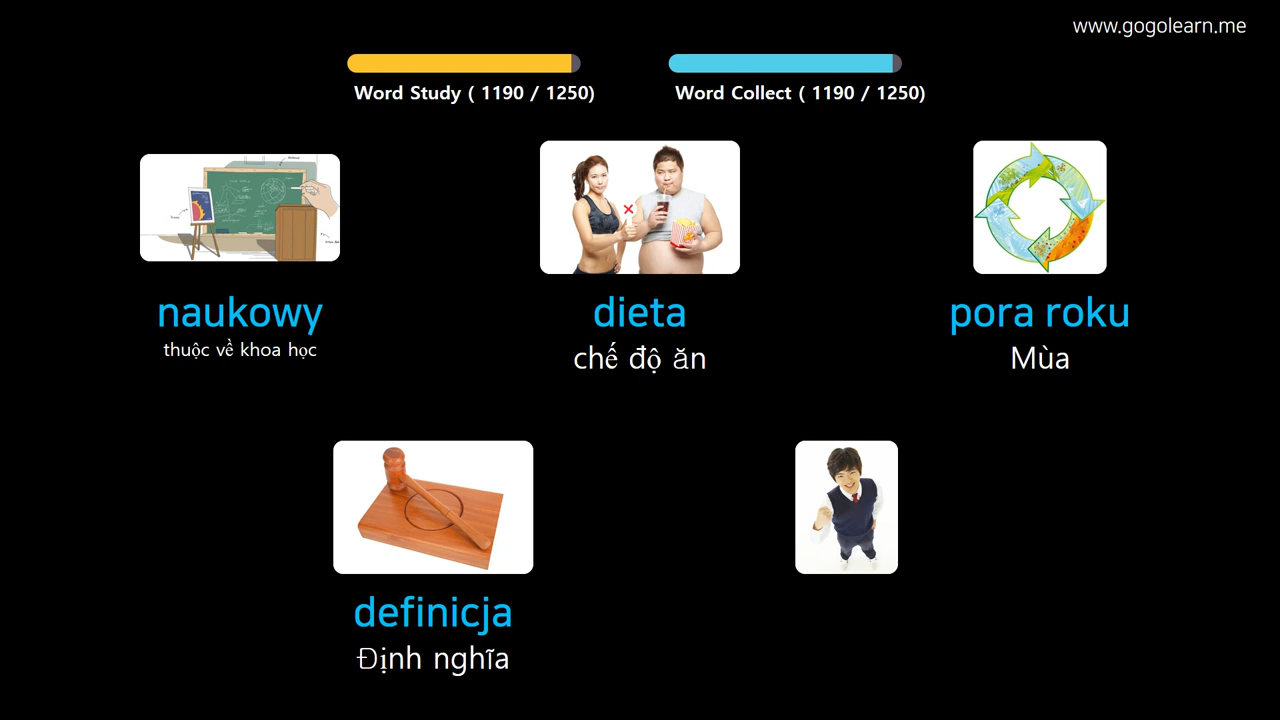 www.gogolearn.me
Word Study ( 1190 / 1250)
Word Collect ( 1190 / 1250)
naukowy
thuộc về khoa học
dieta
chế độ ăn
pora roku
Mùa
definicja
Định nghĩa